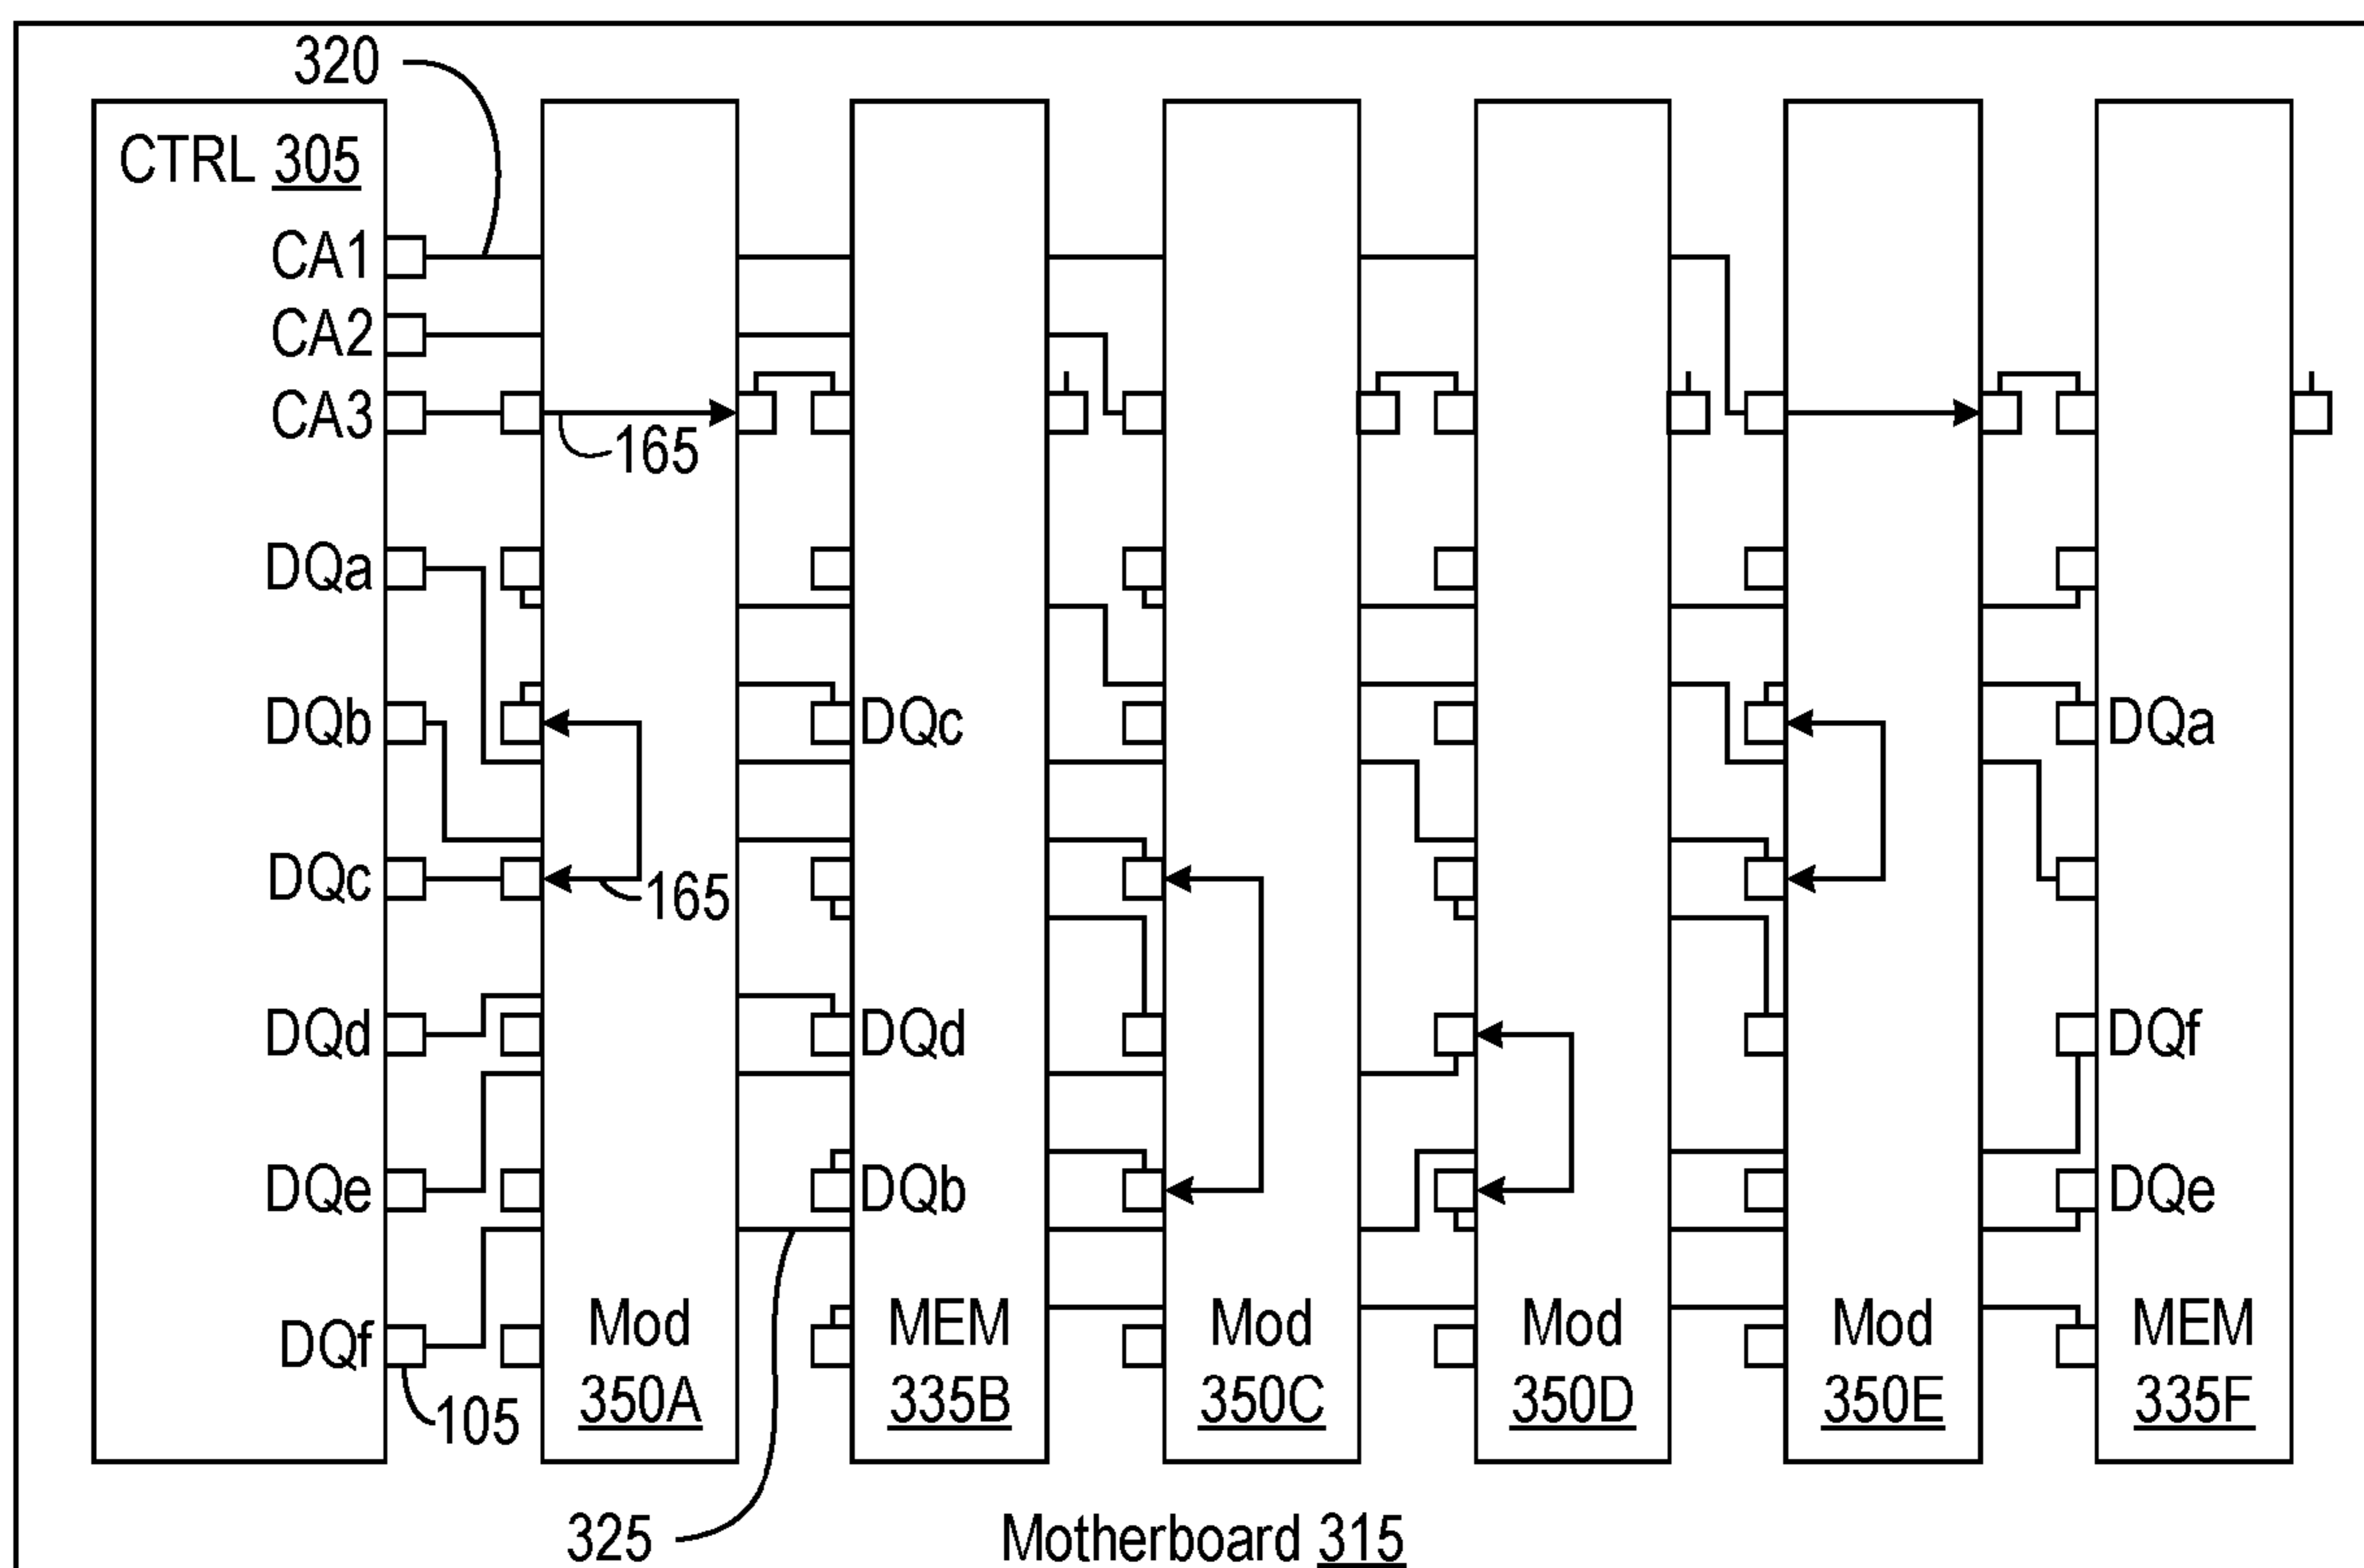 320
CTRL 305
CA1
CA2
CA3
165
DQa
DQb
DQc
DQa
DQc
165
DQd
DQd
DQf
DQe
DQb
DQe
DQf
105
Mod
350A
MEM
335B
Mod
350C
Mod
350D
Mod
350E
MEM
335F
325
Motherboard 315